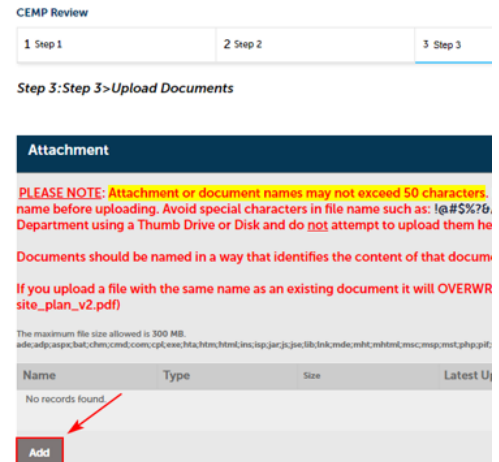 CEMP Review
1 Step 1 2 Step 2 3 Step 3
Step 3:Step 3>Upload Documents
Attachment
PLEASE NOTE: Attachment or document names may not exceed 50 characters.
name before uploading. Avoid special characters in file name such as: !@#$%?&
Department using a Thumb Drive or Disk and do not attempt to upload them he
Documents should be named in a way that identifies the content of that docume
If you upload a file with the same name as an existing document it will OVERWR
site_plan_v2.pdf)
The maximum file size allowed is 300 MB.
ade;adp;aspx;bat;chm;cmd;com;cpl;exe;hta;htm;html;ins;isp;jar;js;jse;lib;lnk;mde;mht;mhtml;msc;msp;mst;php;pif;
Name Type Size Latest Up
No records found.
Add